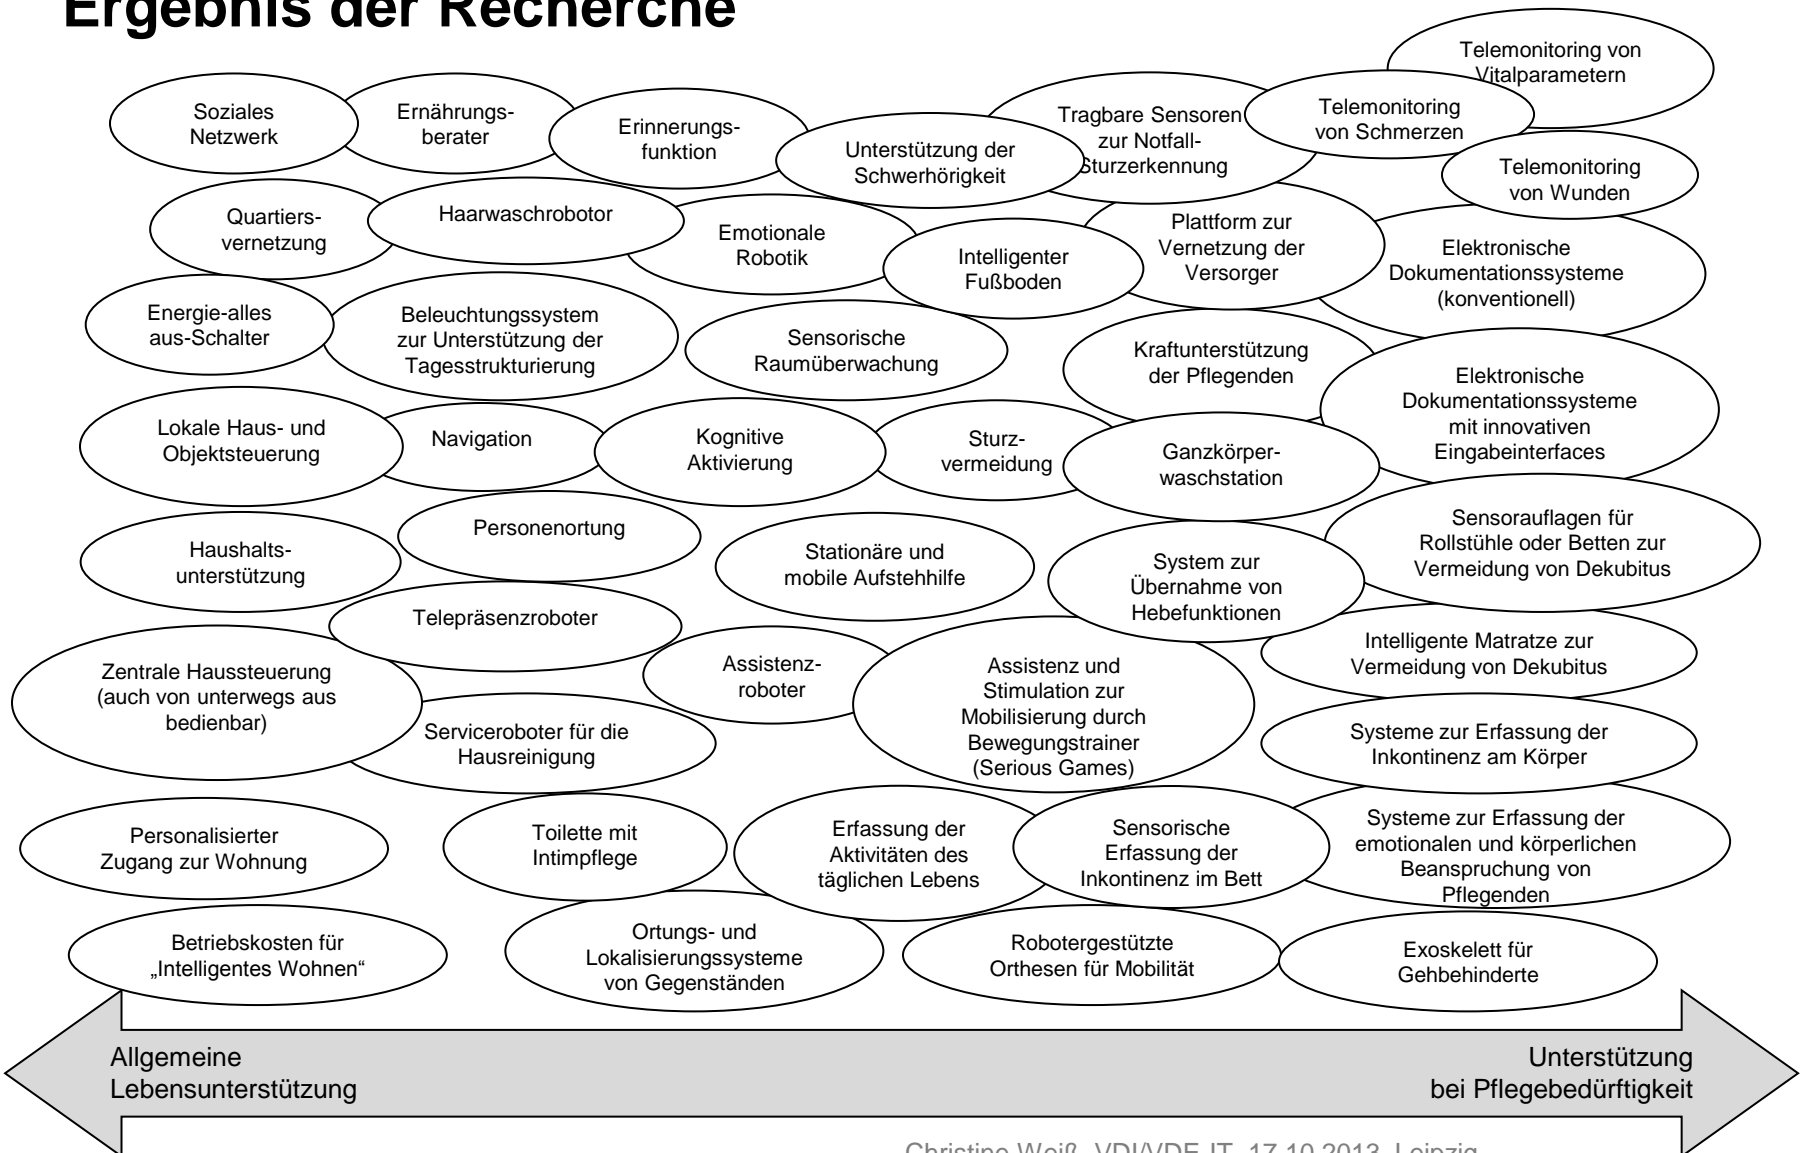 Ergebnis der Recherche
Telemonitoring von
Vitalparametern
Soziales
Netzwerk
Ernährungs-
berater
Erinnerungs-
funktion
Unterstützung der
Schwerhörigkeit
Tragbare Sensoren
zur Notfall-
Sturzerkennung
Telemonitoring
von Schmerzen
Telemonitoring
von Wunden
Quartiers-
vernetzung
Haarwaschrobotor
Emotionale
Robotik
Intelligenter
Fußboden
Plattform zur
Vernetzung der
Versorger
Elektronische
Dokumentationssysteme
(konventionell)
Energie-alles
aus-Schalter
Beleuchtungssystem
zur Unterstützung der
Tagesstrukturierung
Sensorische
Raumüberwachung
Kraftunterstützung
der Pflegenden
Elektronische
Dokumentationssysteme
mit innovativen
Eingabeinterfaces
Lokale Haus- und
Objektsteuerung
Navigation
Kognitive
Aktivierung
Sturz-
vermeidung
Ganzkörper-
waschstation
Sensorauflagen für
Rollstühle oder Betten zur
Vermeidung von Dekubitus
Haushalts-
unterstützung
Personenortung
Stationäre und
mobile Aufstehhilfe
System zur
Übernahme von
Hebefunktionen
Telepräsenzroboter
Intelligente Matratze zur
Vermeidung von Dekubitus
Zentrale Haussteuerung
(auch von unterwegs aus
bedienbar)
Assistenz-
roboter
Assistenz und
Stimulation zur
Mobilisierung durch
Bewegungstrainer
(Serious Games)
Serviceroboter für die
Hausreinigung
Systeme zur Erfassung der
Inkontinenz am Körper
Personalisierter
Zugang zur Wohnung
Toilette mit
Intimpflege
Erfassung der
Aktivitäten des
täglichen Lebens
Sensorische
Erfassung der
Inkontinenz im Bett
Systeme zur Erfassung der
emotionalen und körperlichen
Beanspruchung von
Pflegenden
Betriebskosten für
„Intelligentes Wohnen“
Ortungs- und
Lokalisierungssysteme
von Gegenständen
Robotergestützte
Orthesen für Mobilität
Exoskelett für
Gehbehinderte
Allgemeine
Lebensunterstützung
Unterstützung
bei Pflegebedürftigkeit
Christine Weiß, VDI/VDE-IT, 17.10.2013, Leipzig